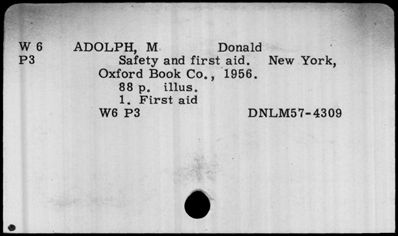 W 6 ADOLPH, M Donald
P3 Safety and first aid. New York,
Oxford Book Co., 1956.
88 p. illus.
1. First aid
W6 P3 DNLM57-4309